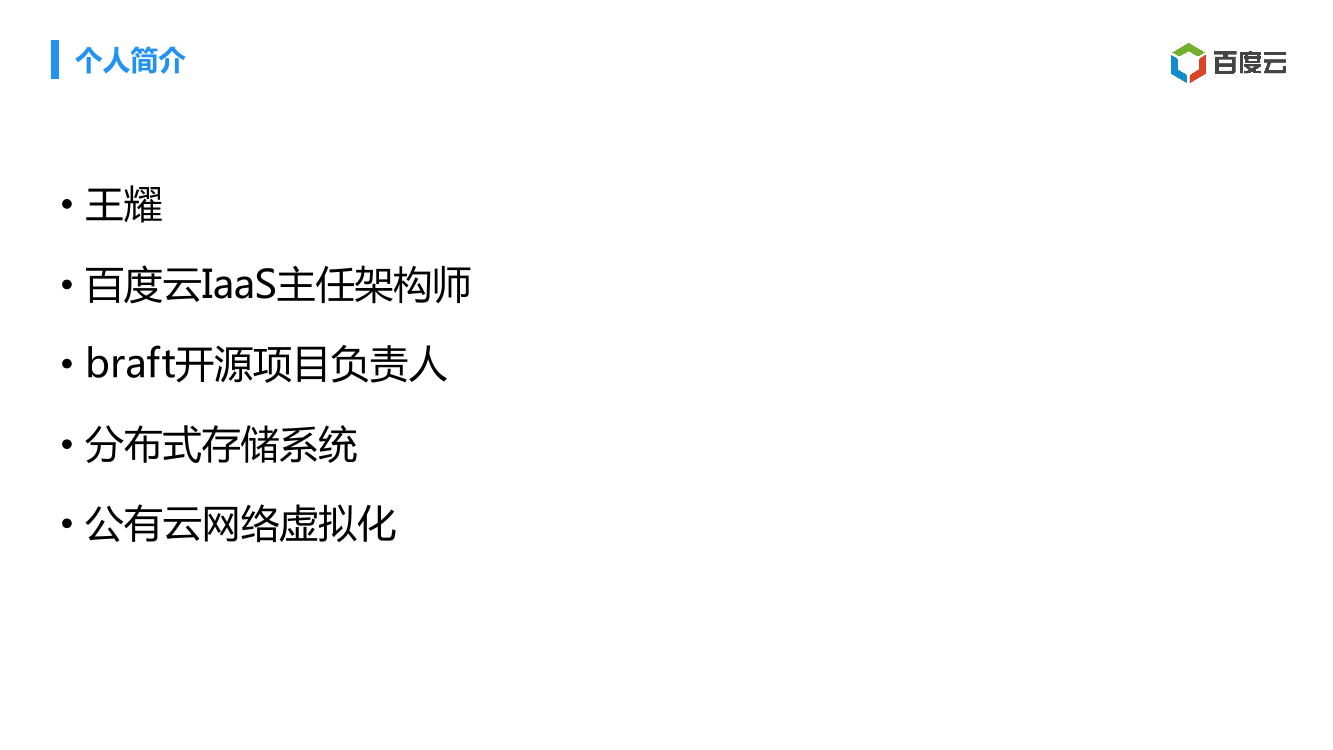 个人简介
百度云
• 王耀
• 百度云IaaS主任架构师
• braft开源项目负责人
• 分布式存储系统
• 公有云网络虚拟化